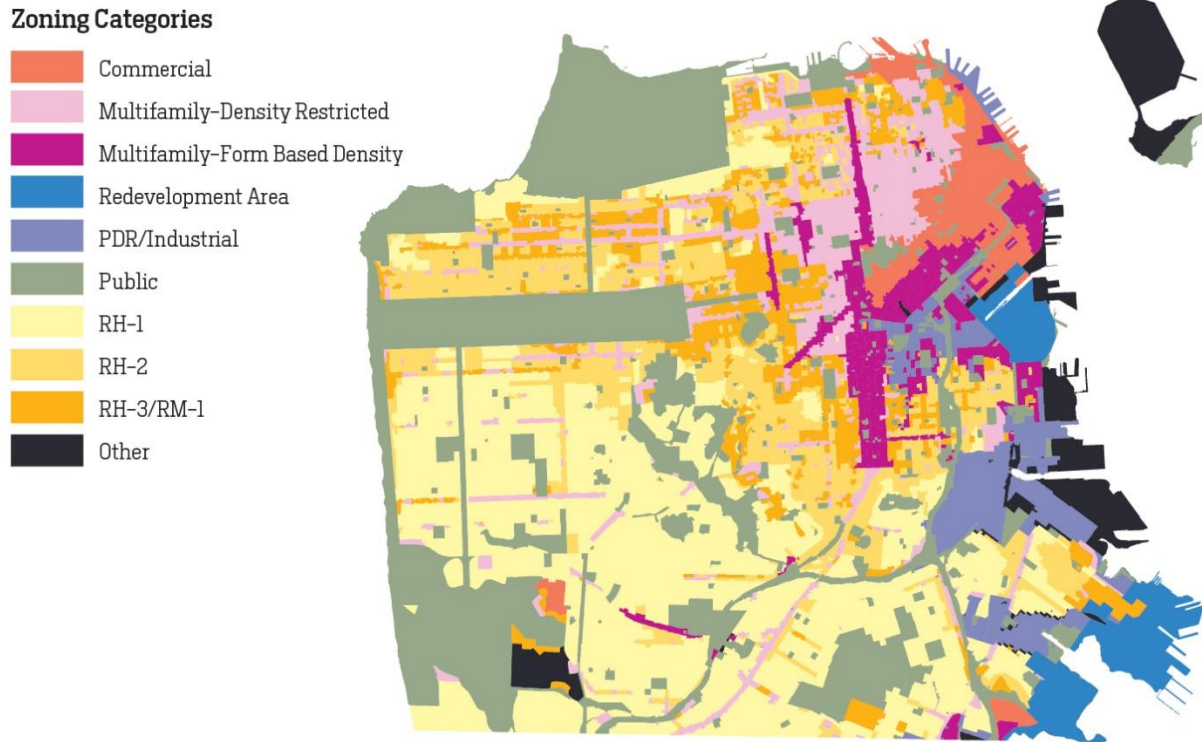 Zoning Categories
Commercial
Multifamily-Density Restricted
Multifamily-Form Based Density
Redevelopment Area
PDR/Industrial
Public
RH-1
RH-2
RH-3/RM-1
Other